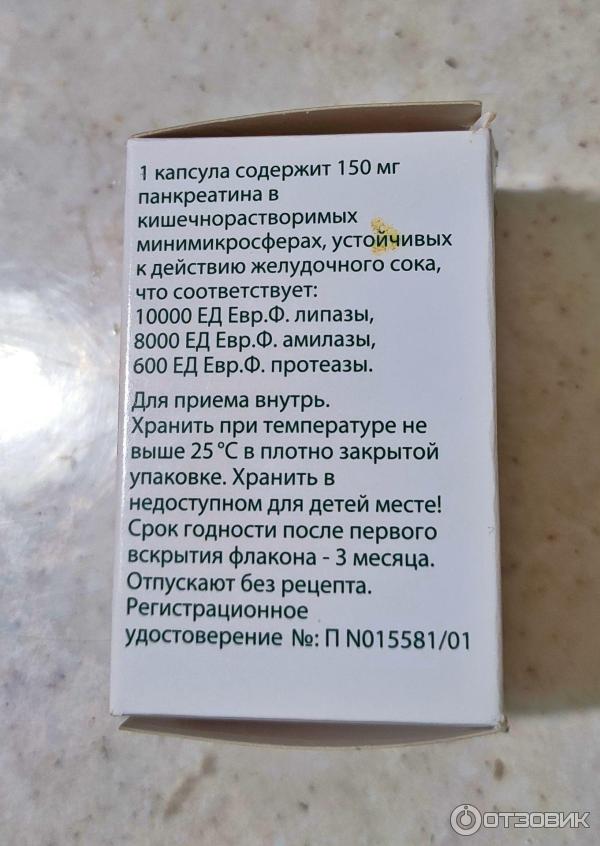 1 капсула содержит 150 мг
панкреатина в
кишечнорастворимых
минимикросферах, устойчивых
к действию желудочного сока,
что соответствует:
10000 ЕД Евр.Ф. липазы,
8000 ЕД Евр.Ф. амилазы,
600 ЕД Евр.Ф. протеазы.
Для приема внутрь.
Хранить при температуре не
выше 25 °C в плотно закрытой
упаковке. Хранить в
недоступном для детей месте!
Срок годности после первого
вскрытия флакона - 3 месяца.
Отпускают без рецепта.
Регистрационное
удостоверение №: П N015581/01
ОТЗОВИК